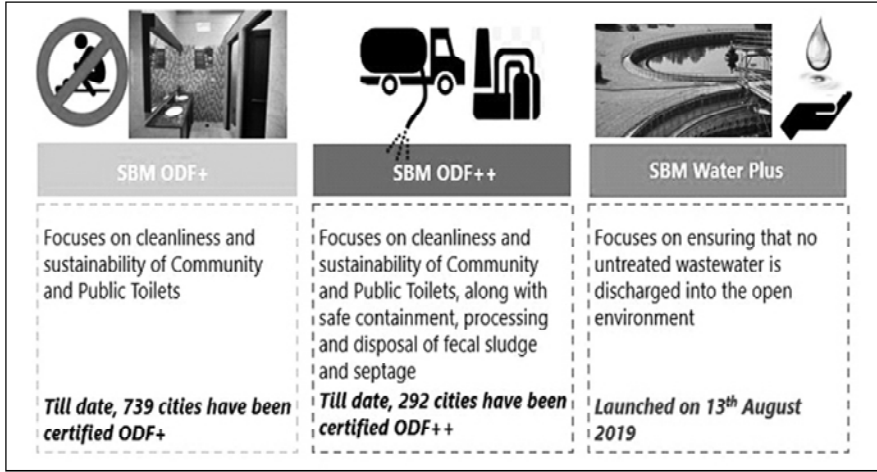 SBM ODF+
Focuses on cleanliness and
sustainability of Community
and Public Toilets
Till date, 739 cities have been
certified ODF+
SBM ODF++
Focuses on cleanliness and
sustainability of Community
and Public Toilets, along with
safe containment, processing
and disposal of fecal sludge
and septage
Till date, 292 cities have been
certified ODF++
SBM Water Plus
Focuses on ensuring that no
untreated wastewater is
discharged into the open
environment
Launched on 13th August
2019